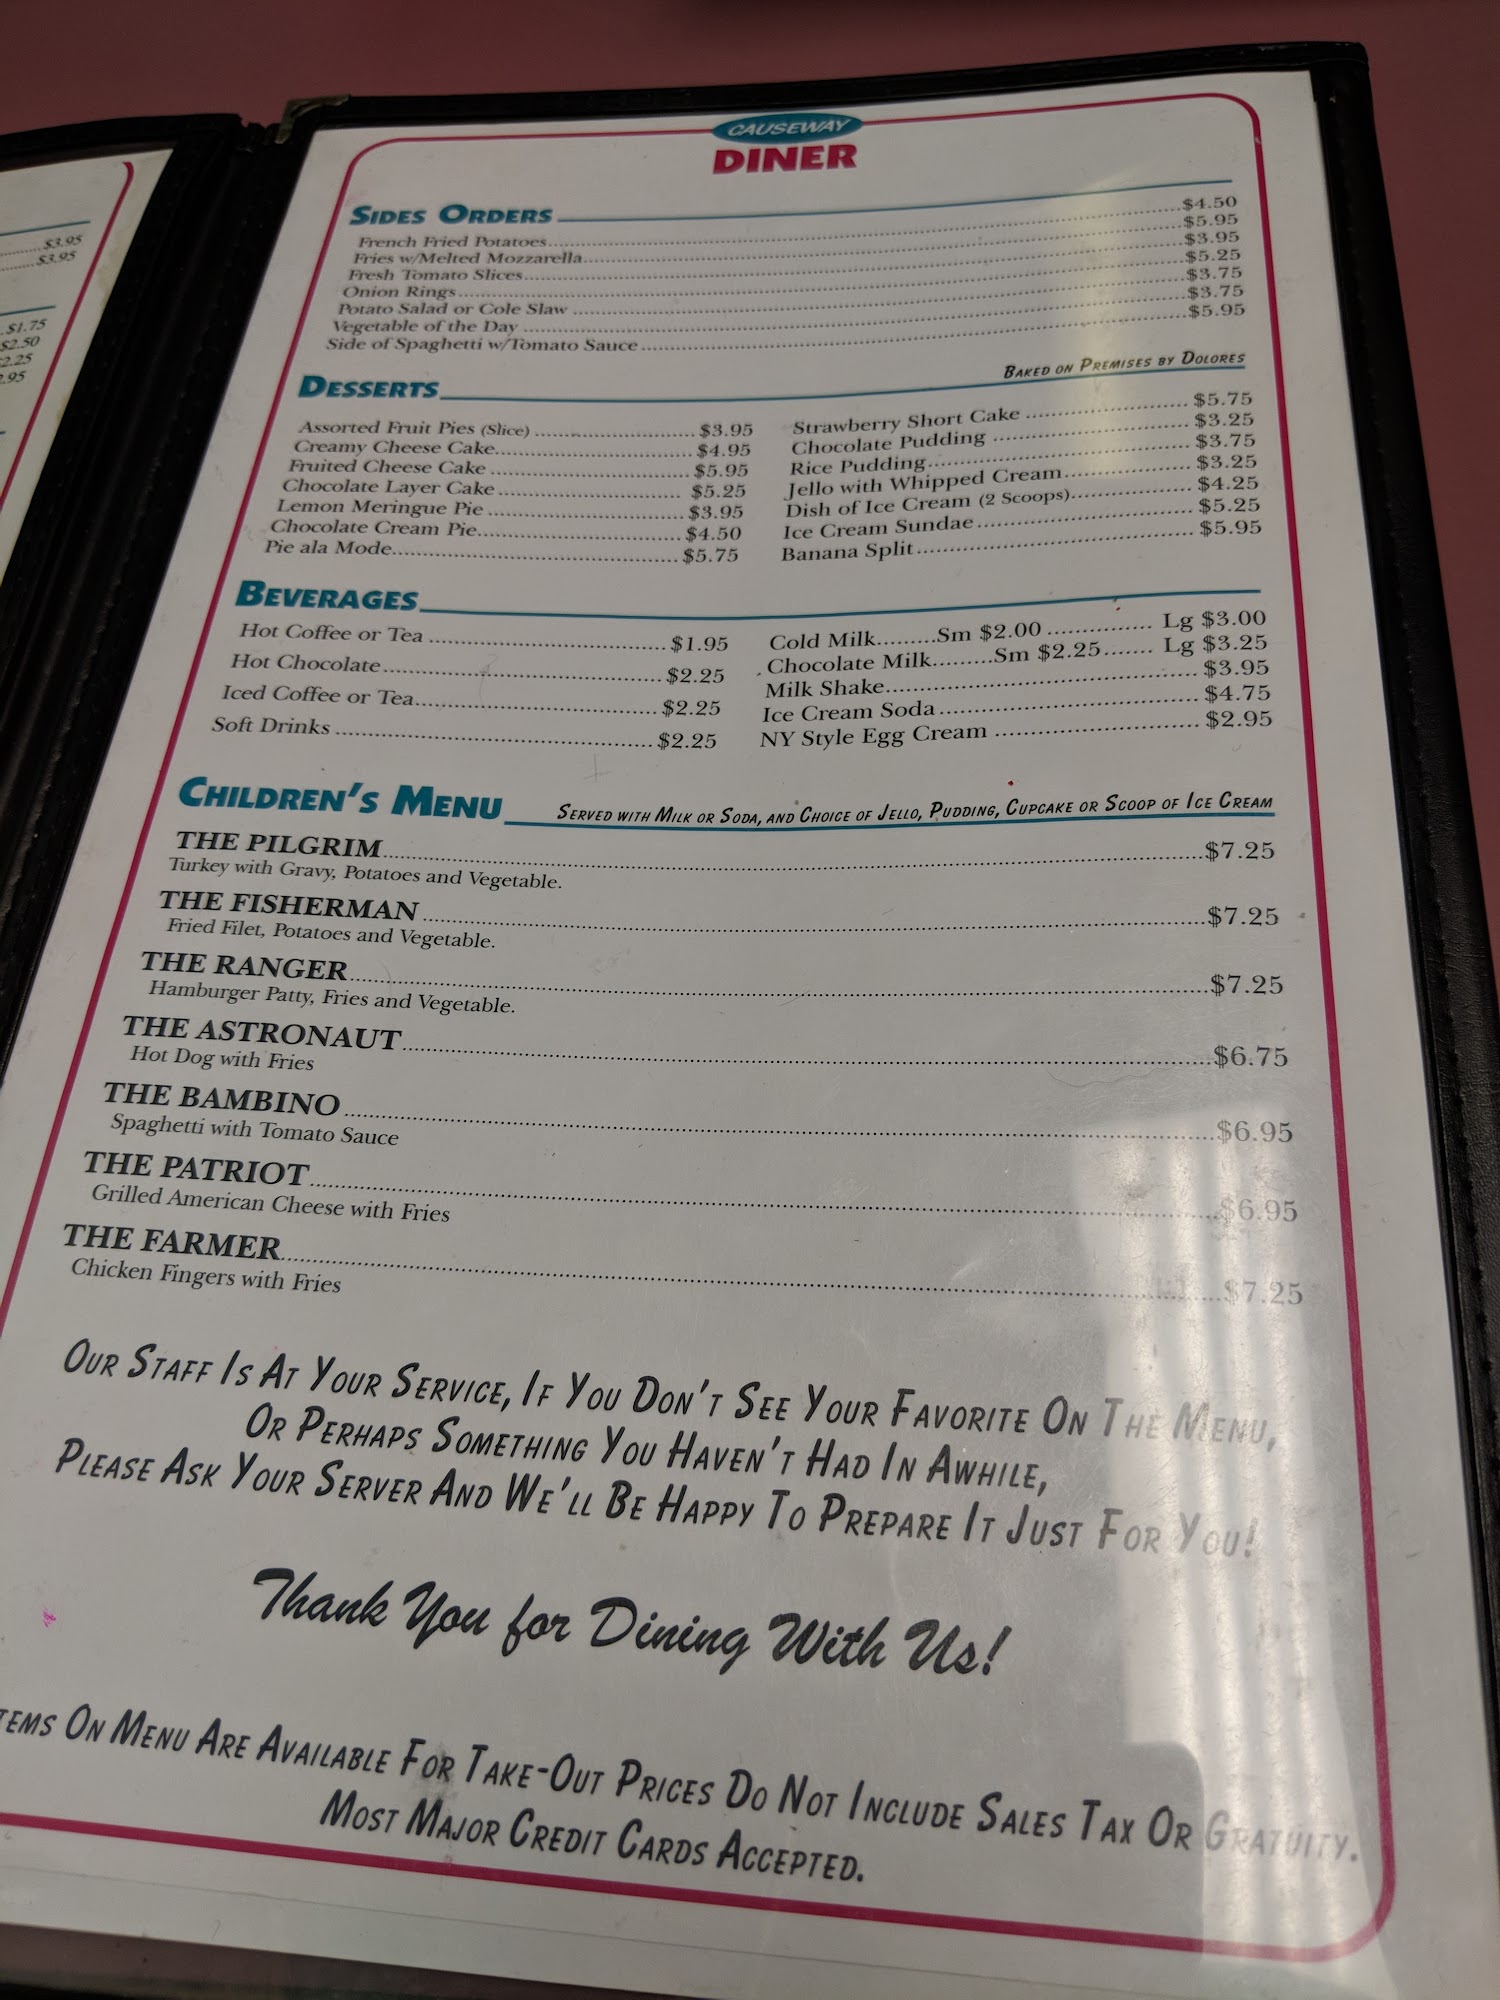 $3.95
$3.95
$1.75
$2.50
2.25
.95
CAUSEWAY
DINER
SIDES ORDERS
French Fried Potatoes $4.50
Fries w/Melted Mozzarella $5.95
Fresh Tomato Slices $3.95
Onion Rings $5.25
Potato Salad or Cole Slaw $3.75
Vegetable of the Day $3.75
Side of Spaghetti w/Tomato Sauce $5.95
DESSERTS BAKED ON PREMISES BY DOLORES
Assorted Fruit Pies (Slice) $3.95
Creamy Cheese Cake $4.95
Fruited Cheese Cake $5.95
Chocolate Layer Cake $5.25
Lemon Meringue Pie $3.95
Chocolate Cream Pie $4.50
Pie ala Mode $5.75
Strawberry Short Cake $5.75
Chocolate Pudding $3.25
Rice Pudding $3.75
Jello with Whipped Cream $3.25
Dish of Ice Cream (2 Scoops) $4.25
Ice Cream Sundae $5.25
Banana Split $5.95
BEVERAGES
Hot Coffee or Tea $1.95
Hot Chocolate $2.25
Iced Coffee or Tea $2.25
Soft Drinks $2.25
Cold Milk Sm $2.00 Lg $3.00
Chocolate Milk Sm $2.25 Lg $3.25
Milk Shake $3.95
Ice Cream Soda $4.75
NY Style Egg Cream $2.95
CHILDREN'S MENU SERVED WITH MILK OR SODA, AND CHOICE OF JELLO, PUDDING, CUPCAKE OR SCOOP OF ICE CREAM
THE PILGRIM $7.25
Turkey with Gravy, Potatoes and Vegetable.
THE FISHERMAN $7.25
Fried Filet, Potatoes and Vegetable.
THE RANGER $7.25
Hamburger Patty, Fries and Vegetable.
THE ASTRONAUT $6.75
Hot Dog with Fries
THE BAMBINO $6.95
Spaghetti with Tomato Sauce
THE PATRIOT $6.95
Grilled American Cheese with Fries
THE FARMER $7.25
Chicken Fingers with Fries
OUR STAFF IS AT YOUR SERVICE, IF YOU DON'T SEE YOUR FAVORITE ON THE MENU,
OR PERHAPS SOMETHING YOU HAVEN'T HAD IN AWHILE,
PLEASE ASK YOUR SERVER AND WE'LL BE HAPPY TO PREPARE IT JUST FOR YOU!
Thank You for Dining With Us!
TEMS ON MENU ARE AVAILABLE FOR TAKE-OUT PRICES DO NOT INCLUDE SALES TAX OR GRATUITY.
MOST MAJOR CREDIT CARDS ACCEPTED.